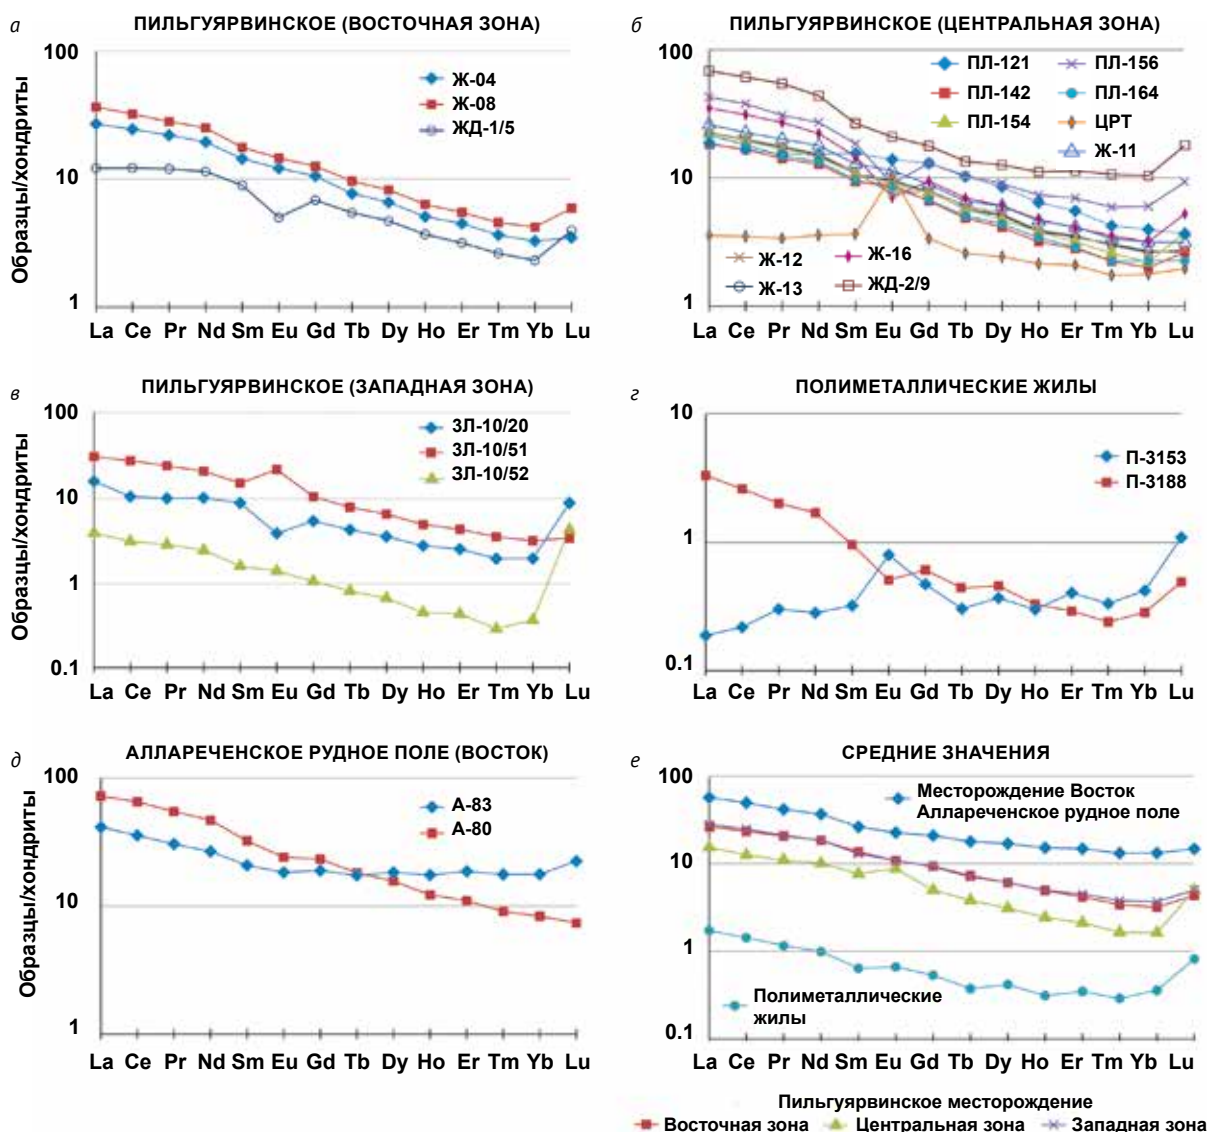 а ПИЛЬГУЯРВИНСКОЕ (ВОСТОЧНАЯ ЗОНА)
Образцы/хондриты
100
10
1
Ж-04
Ж-08
ЖД-1/5
La Ce Pr Nd Sm Eu Gd Tb Dy Ho Er Tm Yb Lu
б ПИЛЬГУЯРВИНСКОЕ (ЦЕНТРАЛЬНАЯ ЗОНА)
100
10
1
ПЛ-121 ПЛ-156
ПЛ-142 ПЛ-164
ПЛ-154 ЦРТ
Ж-11
Ж-12 Ж-16
Ж-13 ЖД-2/9
La Ce Pr Nd Sm Eu Gd Tb Dy Ho Er Tm Yb Lu
в ПИЛЬГУЯРВИНСКОЕ (ЗАПАДНАЯ ЗОНА)
Образцы/хондриты
100
10
1
0.1
ЗЛ-10/20
ЗЛ-10/51
ЗЛ-10/52
La Ce Pr Nd Sm Eu Gd Tb Dy Ho Er Tm Yb Lu
г ПОЛИМЕТАЛЛИЧЕСКИЕ ЖИЛЫ
10
1
0.1
П-3153
П-3188
La Ce Pr Nd Sm Eu Gd Tb Dy Ho Er Tm Yb Lu
д АЛЛАРЕЧЕНСКОЕ РУДНОЕ ПОЛЕ (ВОСТОК)
Образцы/хондриты
100
10
1
А-83
А-80
La Ce Pr Nd Sm Eu Gd Tb Dy Ho Er Tm Yb Lu
е СРЕДНИЕ ЗНАЧЕНИЯ
100
10
1
0.1
Месторождение Восток
Аллареченское рудное поле
Полиметаллические
жилы
La Ce Pr Nd Sm Eu Gd Tb Dy Ho Er Tm Yb Lu
Пильгуярвинское месторождение
Восточная зона Центральная зона Западная зона